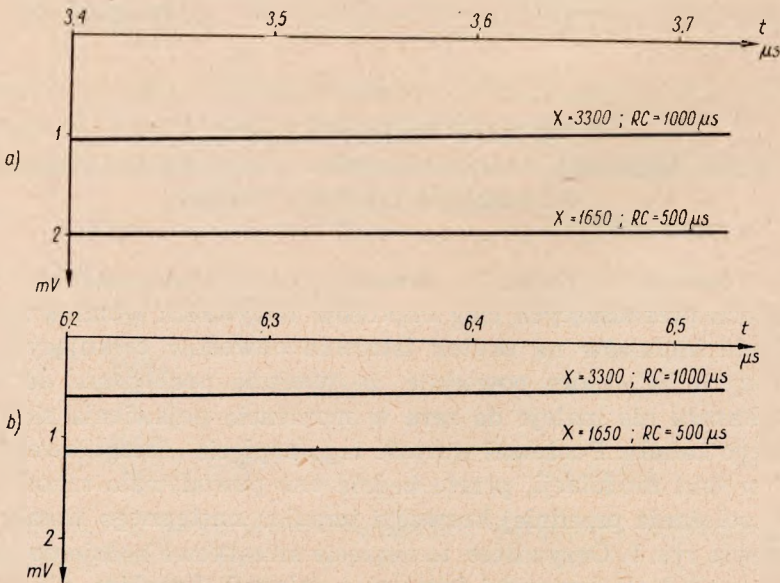 3,4 3,5 3,6 3,7 t
μs
1
X=3300 ; RC=1000 μs
a)
X=1650 ; RC=500 μs
2
mV
6,2 6,3 6,4 6,5 t
μs
X=3300 ; RC=1000 μs
b)
1
X=1650 ; RC=500 μs
2
mV